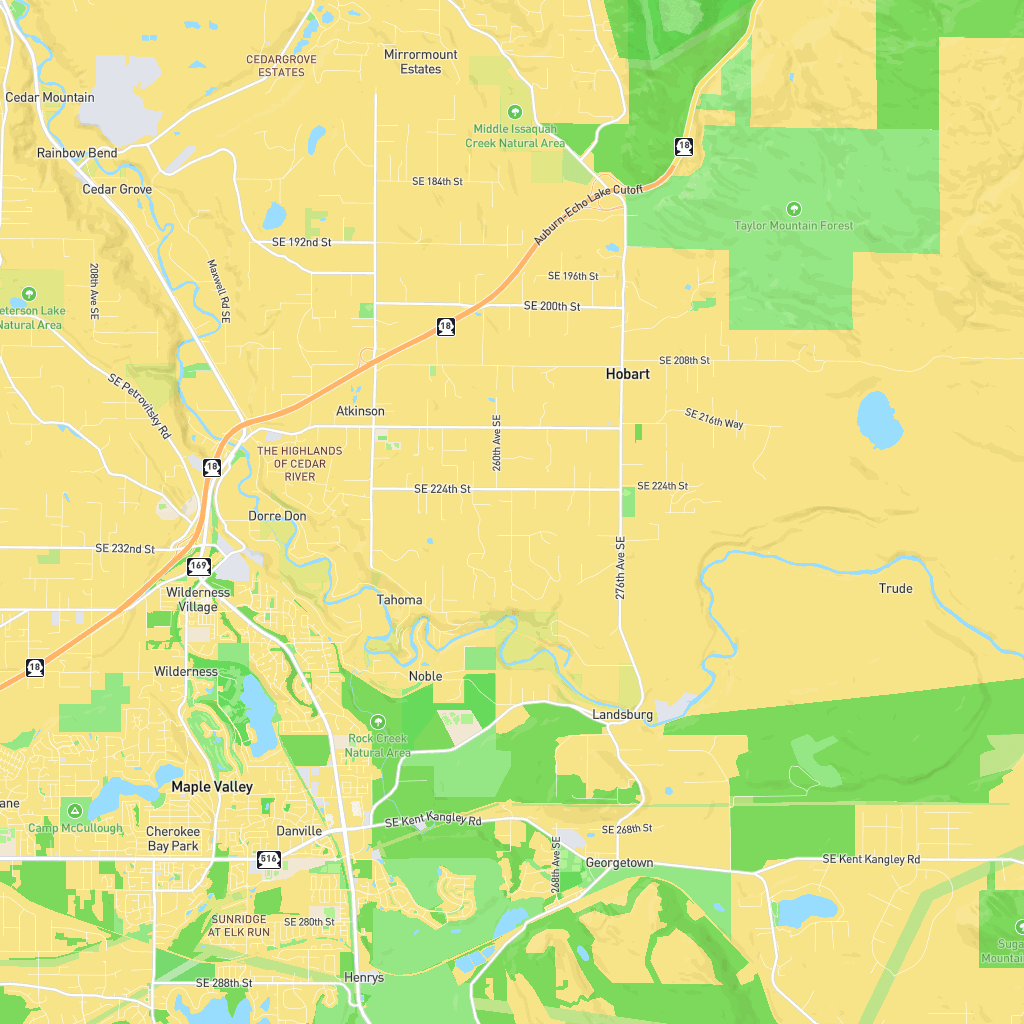 CEDARGROVE
ESTATES
Mirrormount
Estates
Cedar Mountain
Middle Issaquah
Creek Natural Area
18
Rainbow Bend
Cedar Grove
SE 184th St
Auburn-Echo Lake Cutoff
Taylor Mountain Forest
SE 192nd St
208th Ave SE
Maxwell Rd SE
SE 196th St
eterson Lake
Natural Area
SE 200th St
18
SE 208th St
Hobart
SE Petrovitsky Rd
Atkinson
SE 216th Way
260th Ave SE
THE HIGHLANDS
OF CEDAR
RIVER
18
SE 224th St
SE 224th St
Dorre Don
SE 232nd St
276th Ave SE
169
Wilderness
Village
Tahoma
Trude
18
Wilderness
Noble
Landsburg
Rock Creek
Natural Area
Maple Valley
ane
Camp McCullough
Cherokee
Bay Park
Danville
SE Kent Kangley Rd
SE 268th St
516
268th Ave SE
Georgetown
SE Kent Kangley Rd
SUNRIDGE
AT ELK RUN
SE 280th St
Suga
Mountain
Henrys
SE 288th St